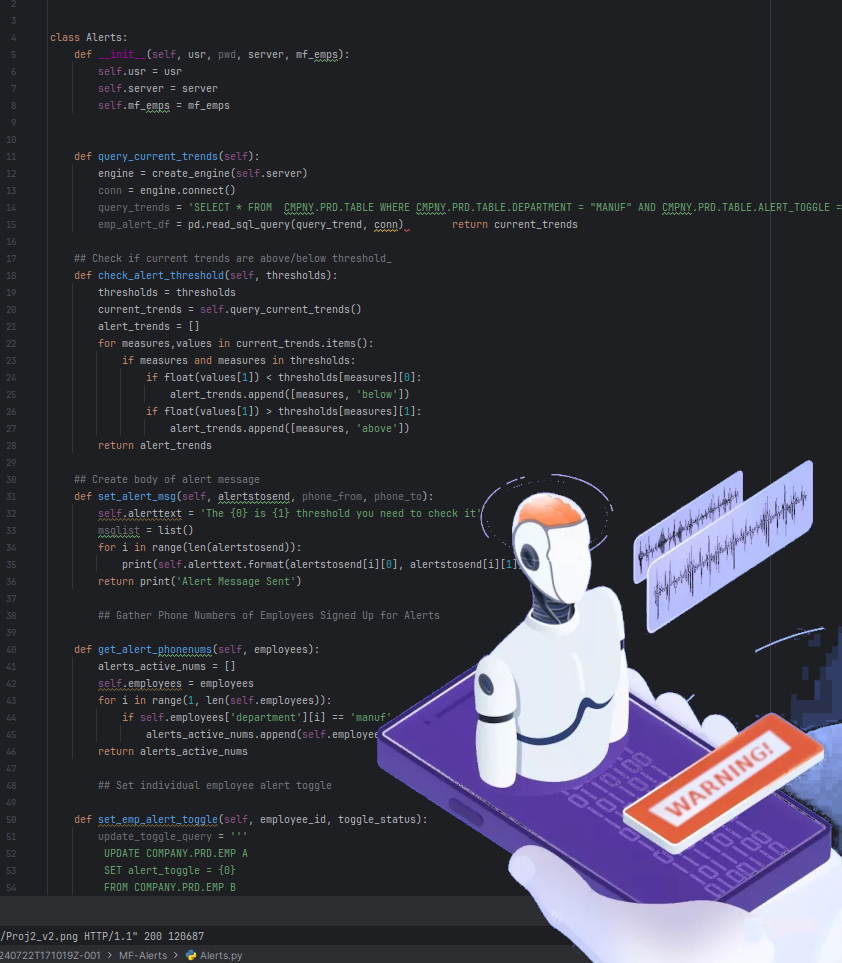 2
3
4 class Alerts:
5 def __init__(self, usr, pwd, server, mf_emps):
6 self.usr = usr
7 self.server = server
8 self.mf_emps = mf_emps
9
10
11 def query_current_trends(self):
12 engine = create_engine(self.server)
13 conn = engine.connect()
14 query_trends = 'SELECT * FROM  CMPNY.PRD.TABLE WHERE CMPNY.PRD.TABLE.DEPARTMENT = "MANUF" AND CMPNY.PRD.TABLE.ALERT_TOGGLE =
15 emp_alert_df = pd.read_sql_query(query_trend, conn) return current_trends
16
17 ## Check if current trends are above/below threshold_
18 def check_alert_threshold(self, thresholds):
19 thresholds = thresholds
20 current_trends = self.query_current_trends()
21 alert_trends = []
22 for measures,values in current_trends.items():
23 if measures and measures in thresholds:
24 if float(values[1]) < thresholds[measures][0]:
25 alert_trends.append([measures, 'below'])
26 if float(values[1]) > thresholds[measures][1]:
27 alert_trends.append([measures, 'above'])
28 return alert_trends
29
30 ## Create body of alert message
31 def set_alert_msg(self, alertstosend, phone_from, phone_to):
32 self.alerttext = 'The {0} is {1} threshold you need to check it'
33 msglist = list()
34 for i in range(len(alertstosend)):
35 print(self.alerttext.format(alertstosend[i][0], alertstosend[i][1]
36 return print('Alert Message Sent')
37
38 ## Gather Phone Numbers of Employees Signed Up for Alerts
39
40 def get_alert_phonenums(self, employees):
41 alerts_active_nums = []
42 self.employees = employees
43 for i in range(1, len(self.employees)):
44 if self.employees['department'][i] == 'manuf'
45 alerts_active_nums.append(self.employee
46 return alerts_active_nums
47
48 ## Set individual employee alert toggle
49
50 def set_emp_alert_toggle(self, employee_id, toggle_status):
51 update_toggle_query = '''
52 UPDATE COMPANY.PRD.EMP A
53 SET alert_toggle = {0}
54 FROM COMPANY.PRD.EMP B
WARNING!
/Proj2_v2.png HTTP/1.1" 200 120687
240722T171019Z-001 > MF-Alerts > Alerts.py